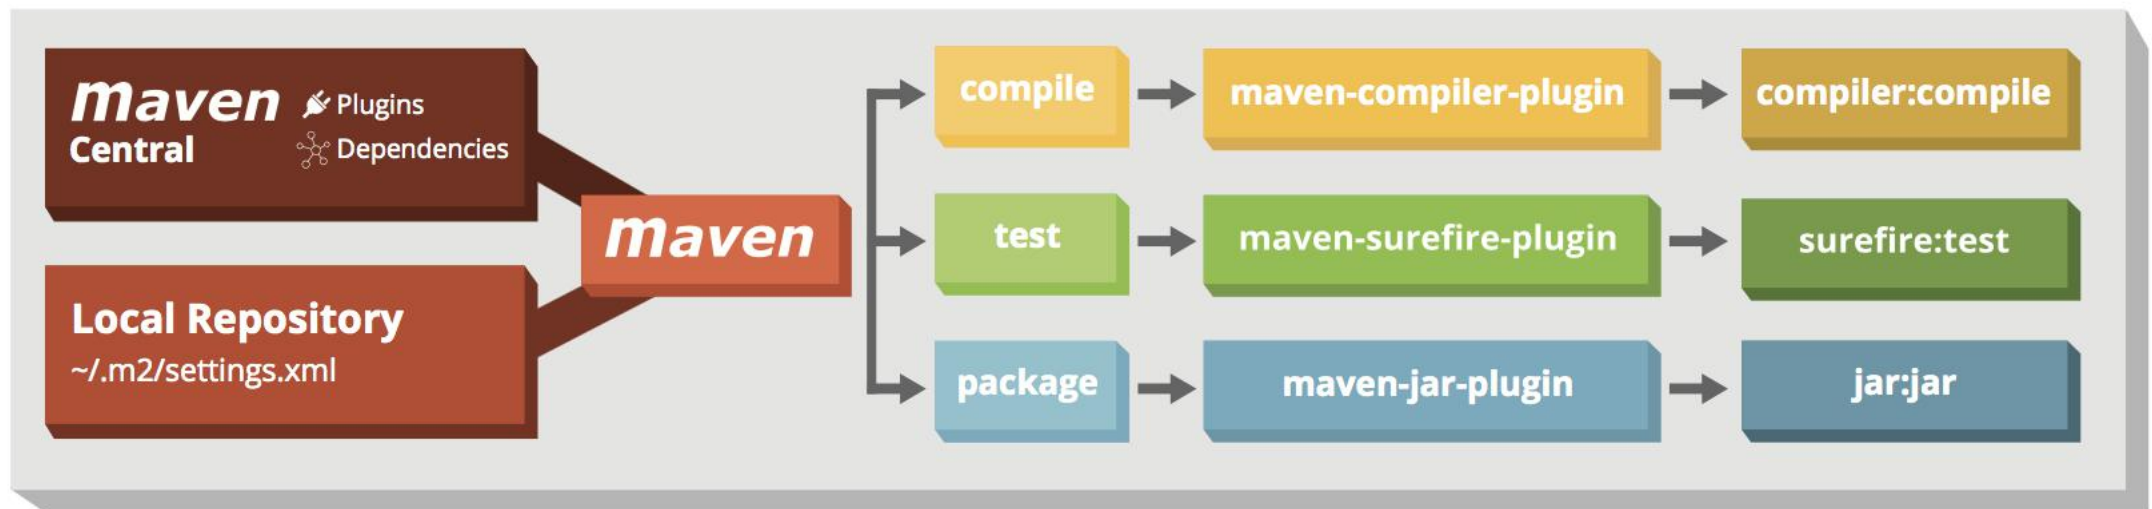 maven
Central
Plugins
Dependencies
Local Repository
~/.m2/settings.xml
maven
compile
maven-compiler-plugin
compiler:compile
test
maven-surefire-plugin
surefire:test
package
maven-jar-plugin
jar:jar